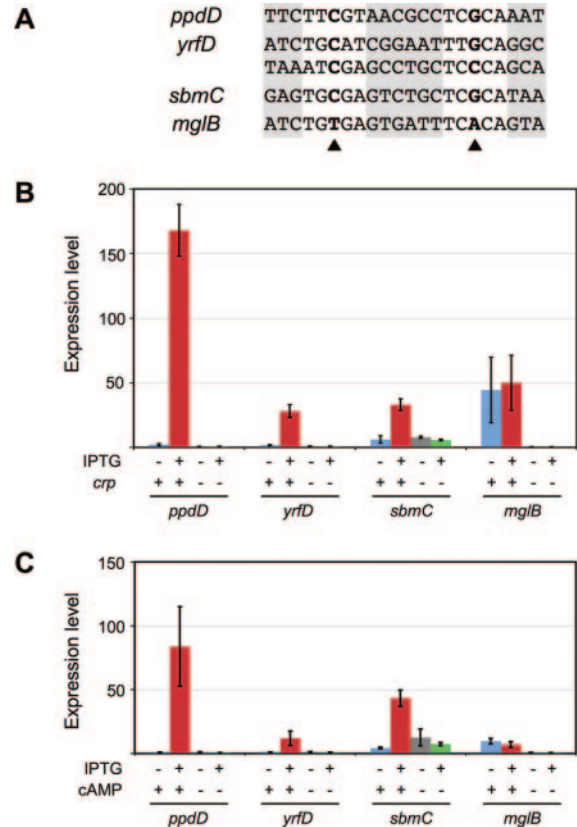 A
ppdD TTCTTCGTAACGCCTCGCAAAT
yrfD ATCTGCATCGGAATTTGCAGGC
TAAATCGAGCCTGCTCCCAGCA
sbmC GAGTGCGAGTCTGCTCGCATAA
mglB ATCTGTGAGTGATTTCACAGTA
B
200
150
100
50
0
Expression level
IPTG - + - + - + - + - + - + - + - +
crp + + - - + + - - + + - - + + - -
ppdD yrfD sbmC mglB
C
150
100
50
0
Expression level
IPTG - + - + - + - + - + - + - + - +
cAMP + + - - + + - - + + - - + + - -
ppdD yrfD sbmC mglB